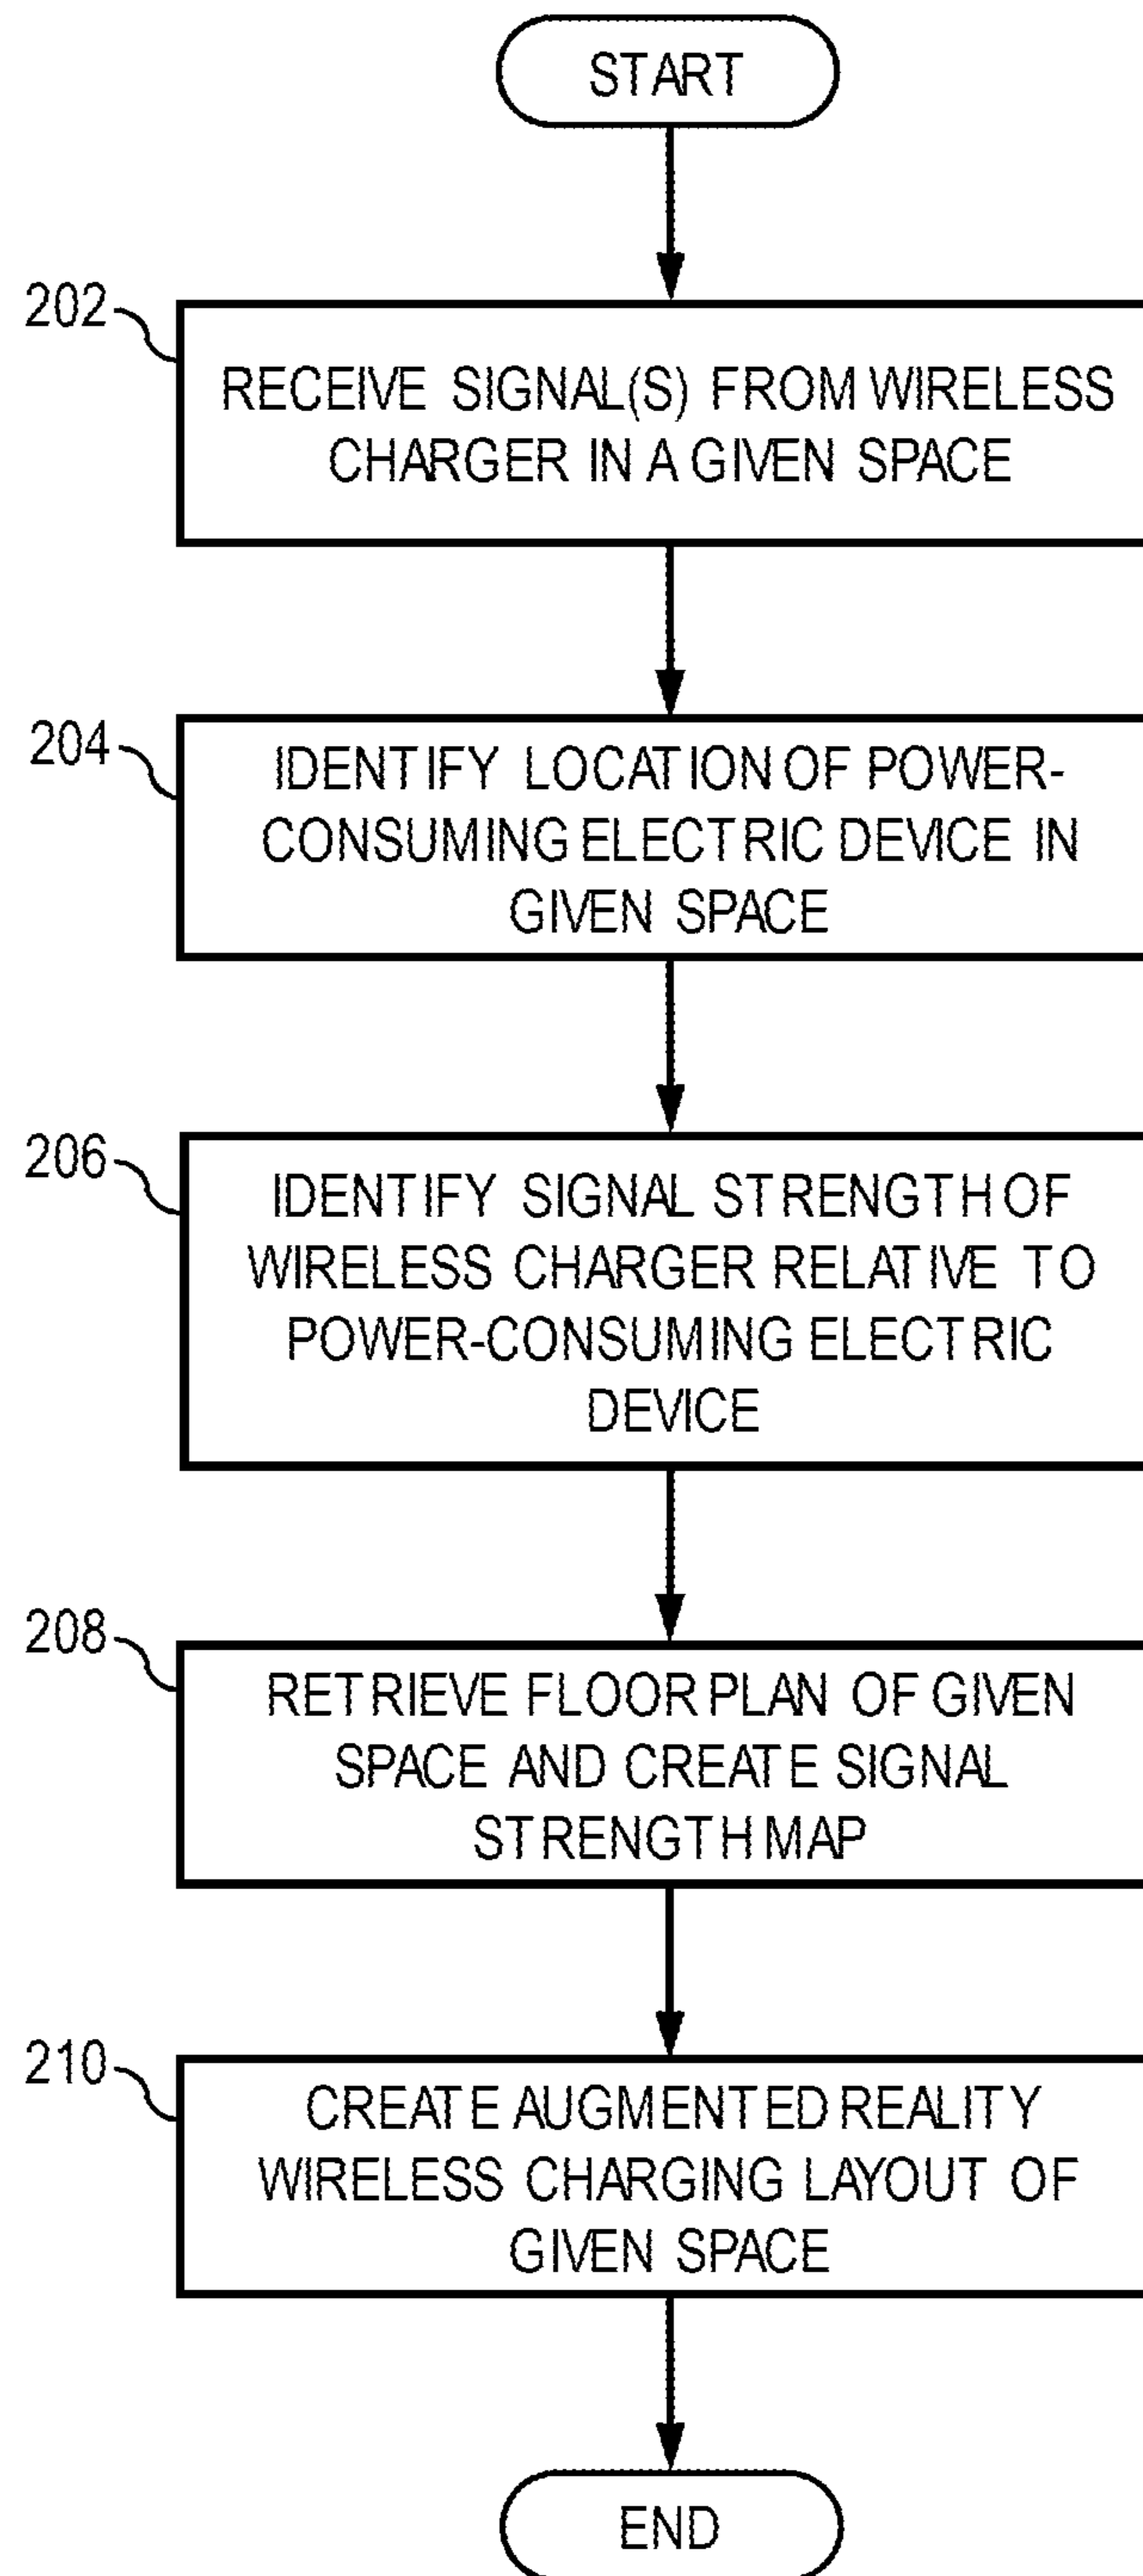 START
202
RECEIVE SIGNAL(S) FROM WIRELESS
CHARGER IN A GIVEN SPACE
204
IDENTIFY LOCATION OF POWER-
CONSUMING ELECTRIC DEVICE IN
GIVEN SPACE
206
IDENTIFY SIGNAL STRENGTH OF
WIRELESS CHARGER RELATIVE TO
POWER-CONSUMING ELECTRIC
DEVICE
208
RETRIEVE FLOOR PLAN OF GIVEN
SPACE AND CREATE SIGNAL
STRENGTH MAP
210
CREATE AUGMENTED REALITY
WIRELESS CHARGING LAYOUT OF
GIVEN SPACE
END